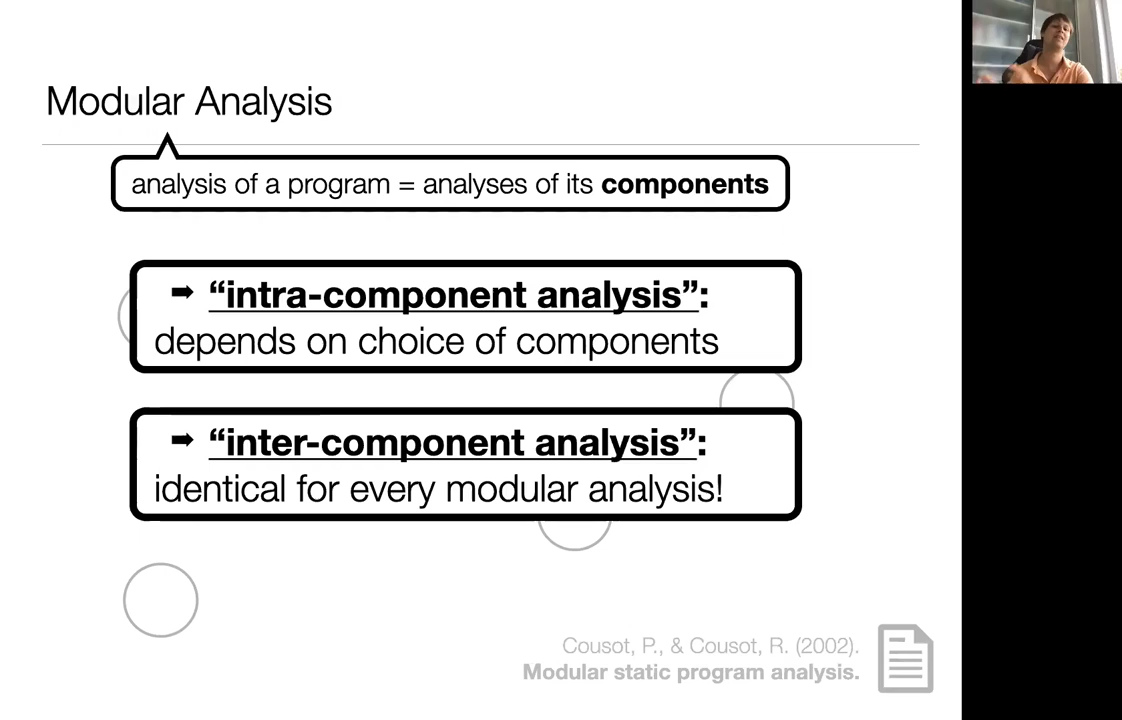 Modular Analysis
analysis of a program = analyses of its components
➡ “intra-component analysis”:
depends on choice of components
➡ “inter-component analysis”:
identical for every modular analysis!
Cousot, P., & Cousot, R. (2002).
Modular static program analysis.